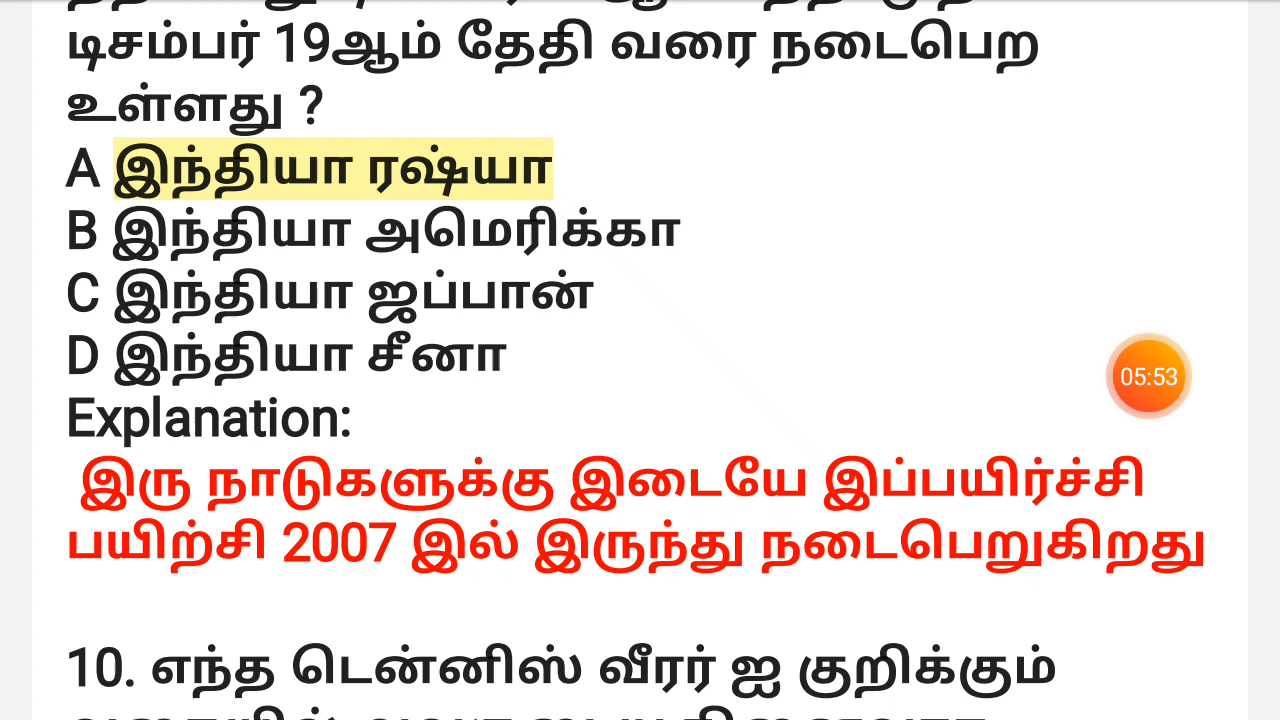 டிசம்பர் 19ஆம் தேதி வரை நடைபெற
உள்ளது ?
A இந்தியா ரஷ்யா
B இந்தியா அமெரிக்கா
C இந்தியா ஜப்பான்
D இந்தியா சீனா
05:53
Explanation:
இரு நாடுகளுக்கு இடையே இப்பயிர்ச்சி
பயிற்சி 2007 இல் இருந்து நடைபெறுகிறது
10. எந்த டென்னிஸ் வீரர் ஐ குறிக்கும்